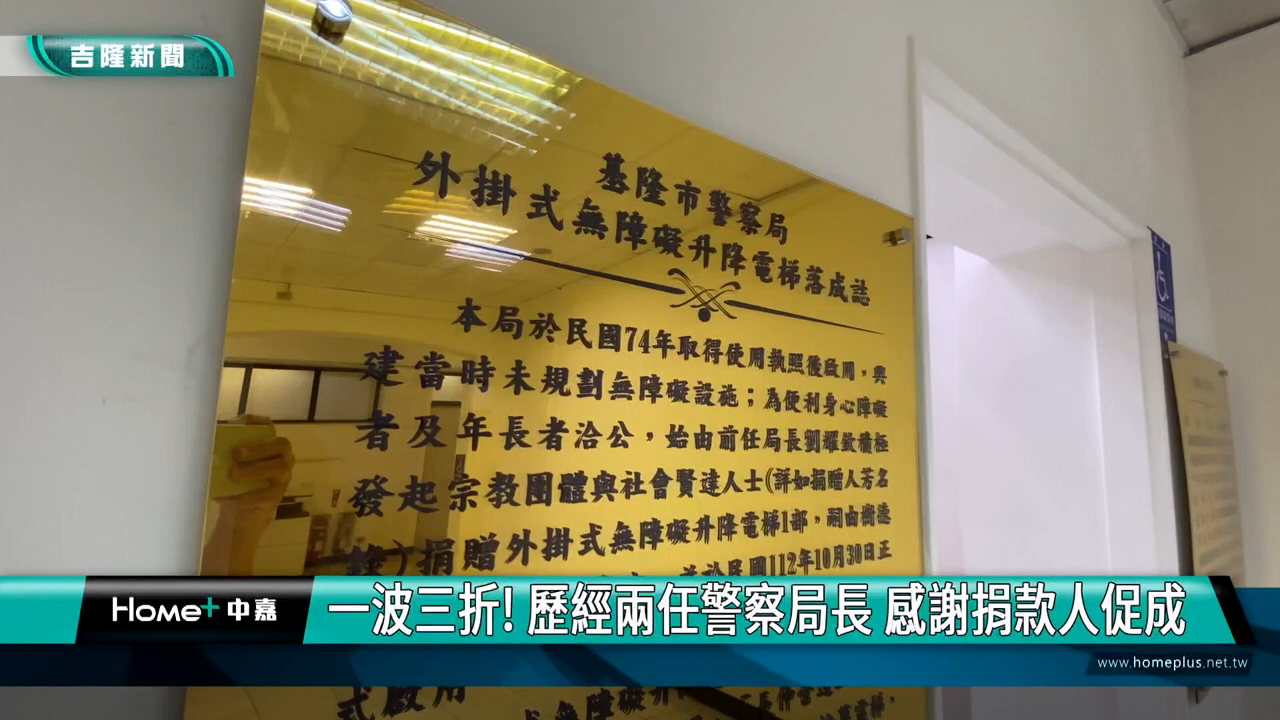 吉隆新聞
基隆市警察局
外掛式無障礙升降電梯落成誌
本局於民國74年取得使用執照後啟用，興
建當時未規劃無障礙設施；為便利身心障礙
者及年長者洽公，始由前任局長劉耀欽積極
發起宗教團體與社會賢達人士(詳如捐贈人芳名
錄)捐贈外掛式無障礙升降電梯1部，嗣由
於民國112年10月30日正
式啟用
Home+中嘉
一波三折! 歷經兩任警察局長 感謝捐款人促成
www.homeplus.net.tw